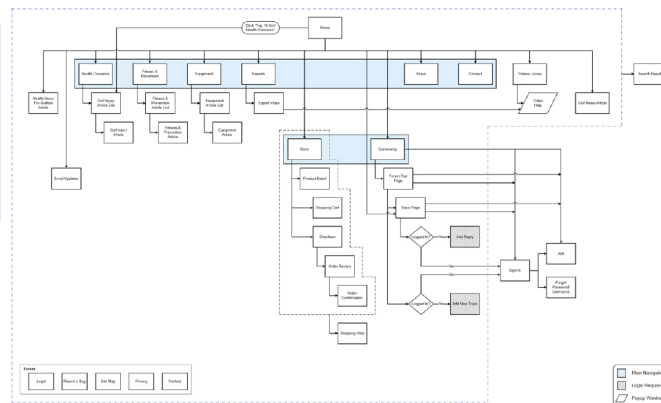 Click "Top 10 Golf
Health Concerns"
Home
Health Concerns
Fitness &
Prevention
Equipment
Experts
About
Contact
Video Library
Search Result
Health News
For Golfers
Article
Golf Injury
Article List
Fitness &
Prevention
Article List
Equipment
Article List
Expert Video
Video
Help
Golf News Article
Golf Injury
Article
Fitness &
Prevention
Article
Equipment
Article
Store
Community
Email Updates
Product Detail
Forum Top
Page
Shopping Cart
Topic Page
Checkout
Logged In?
Yes
Add Reply
Order Review
No
No
Sign In
Join
Order
Confirmation
Logged In?
Yes
Add New Topic
Forgot
Password/
Username
Shopping Help
Footer
Legal
Report a Bug
Site Map
Privacy
Contact
Main Navigatio
Login Require
Popup Window